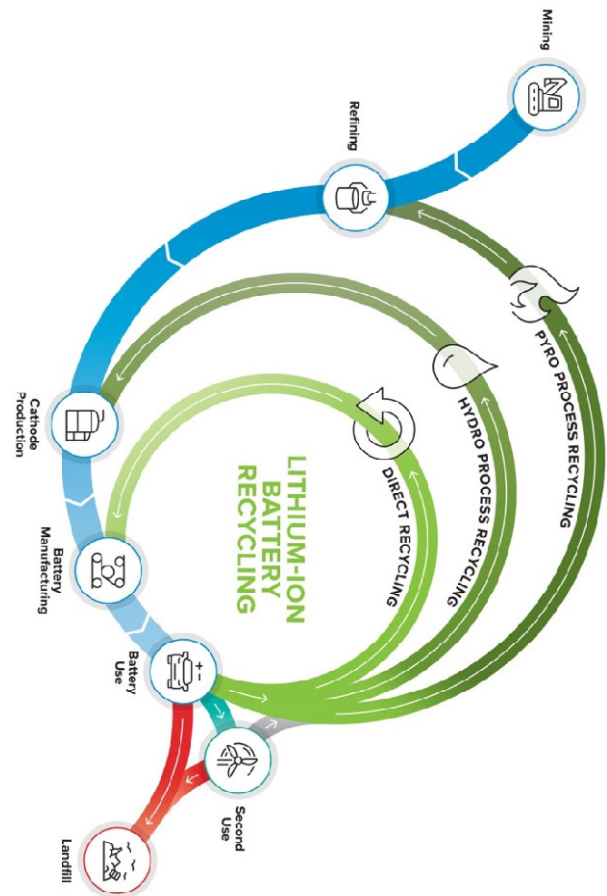 Mining
Refining
Cathode
Production
Battery
Manufacturing
Battery
Use
Second
Use
Landfill
LITHIUM-ION
BATTERY
RECYCLING
DIRECT RECYCLING
HYDRO PROCESS RECYCLING
PYRO PROCESS RECYCLING
+ −